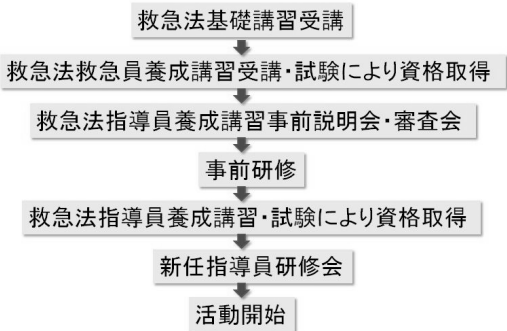 救急法基礎講習受講
救急法救急員養成講習受講・試験により資格取得
救急法指導員養成講習事前説明会・審査会
事前研修
救急法指導員養成講習・試験により資格取得
新任指導員研修会
活動開始